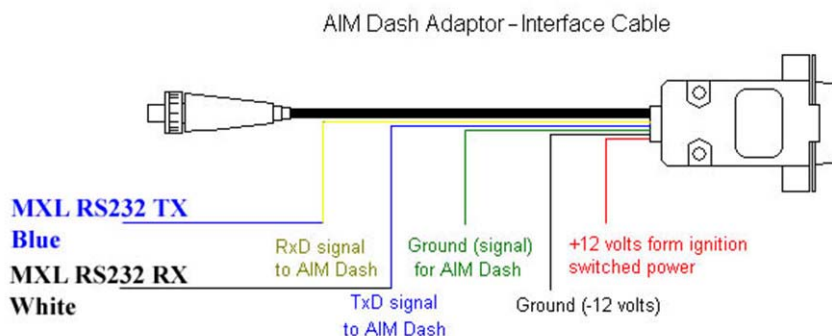 AIM Dash Adaptor - Interface Cable
MXL RS232 TX
Blue
RxD signal
to AIM Dash
Ground (signal)
for AIM Dash
+12 volts form ignition
switched power
MXL RS232 RX
White
TxD signal
to AIM Dash
Ground (-12 volts)